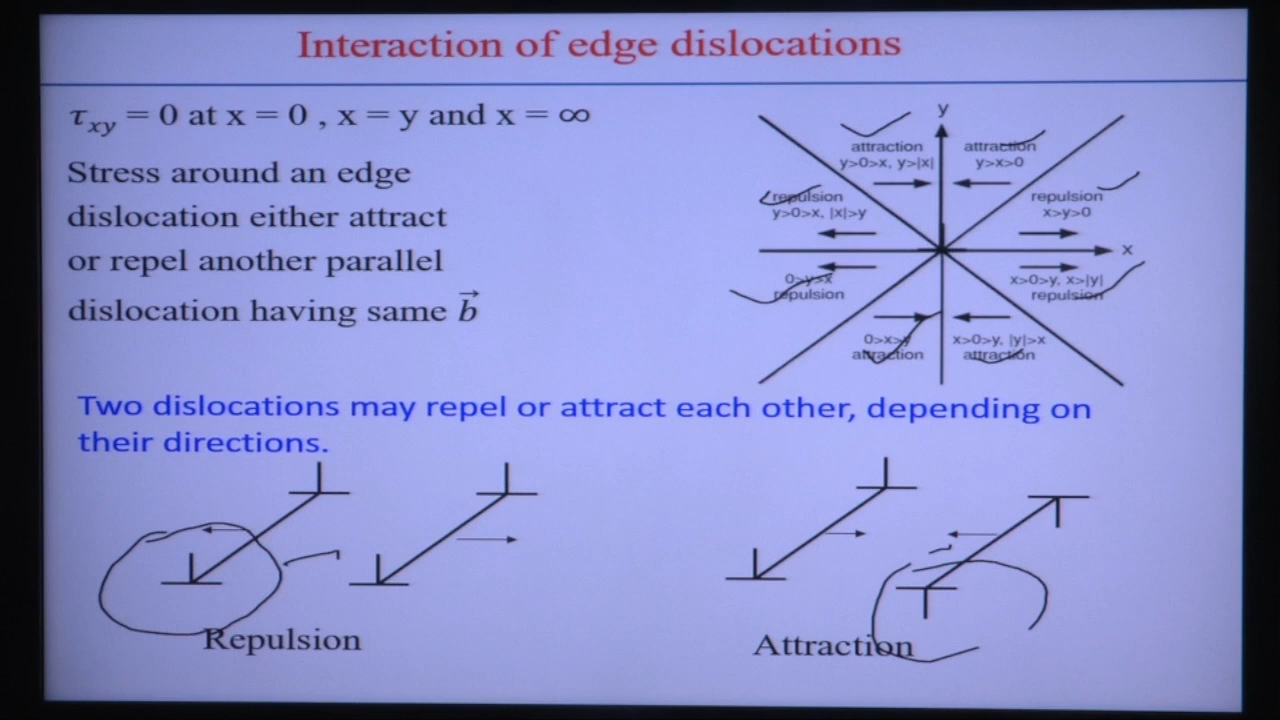 Interaction of edge dislocations
τxy = 0 at x = 0 , x = y and x = ∞
Stress around an edge
dislocation either attract
or repel another parallel
dislocation having same b⃗
y
attraction
y>0>x, y>|x|
attraction
y>x>0
repulsion
y>0>x, |x|>y
repulsion
x>y>0
x
0>y>x
repulsion
x>0>y, x>|y|
repulsion
0>x>y
attraction
x>0>y, |y|>x
attraction
Two dislocations may repel or attract each other, depending on
their directions.
Repulsion
Attraction